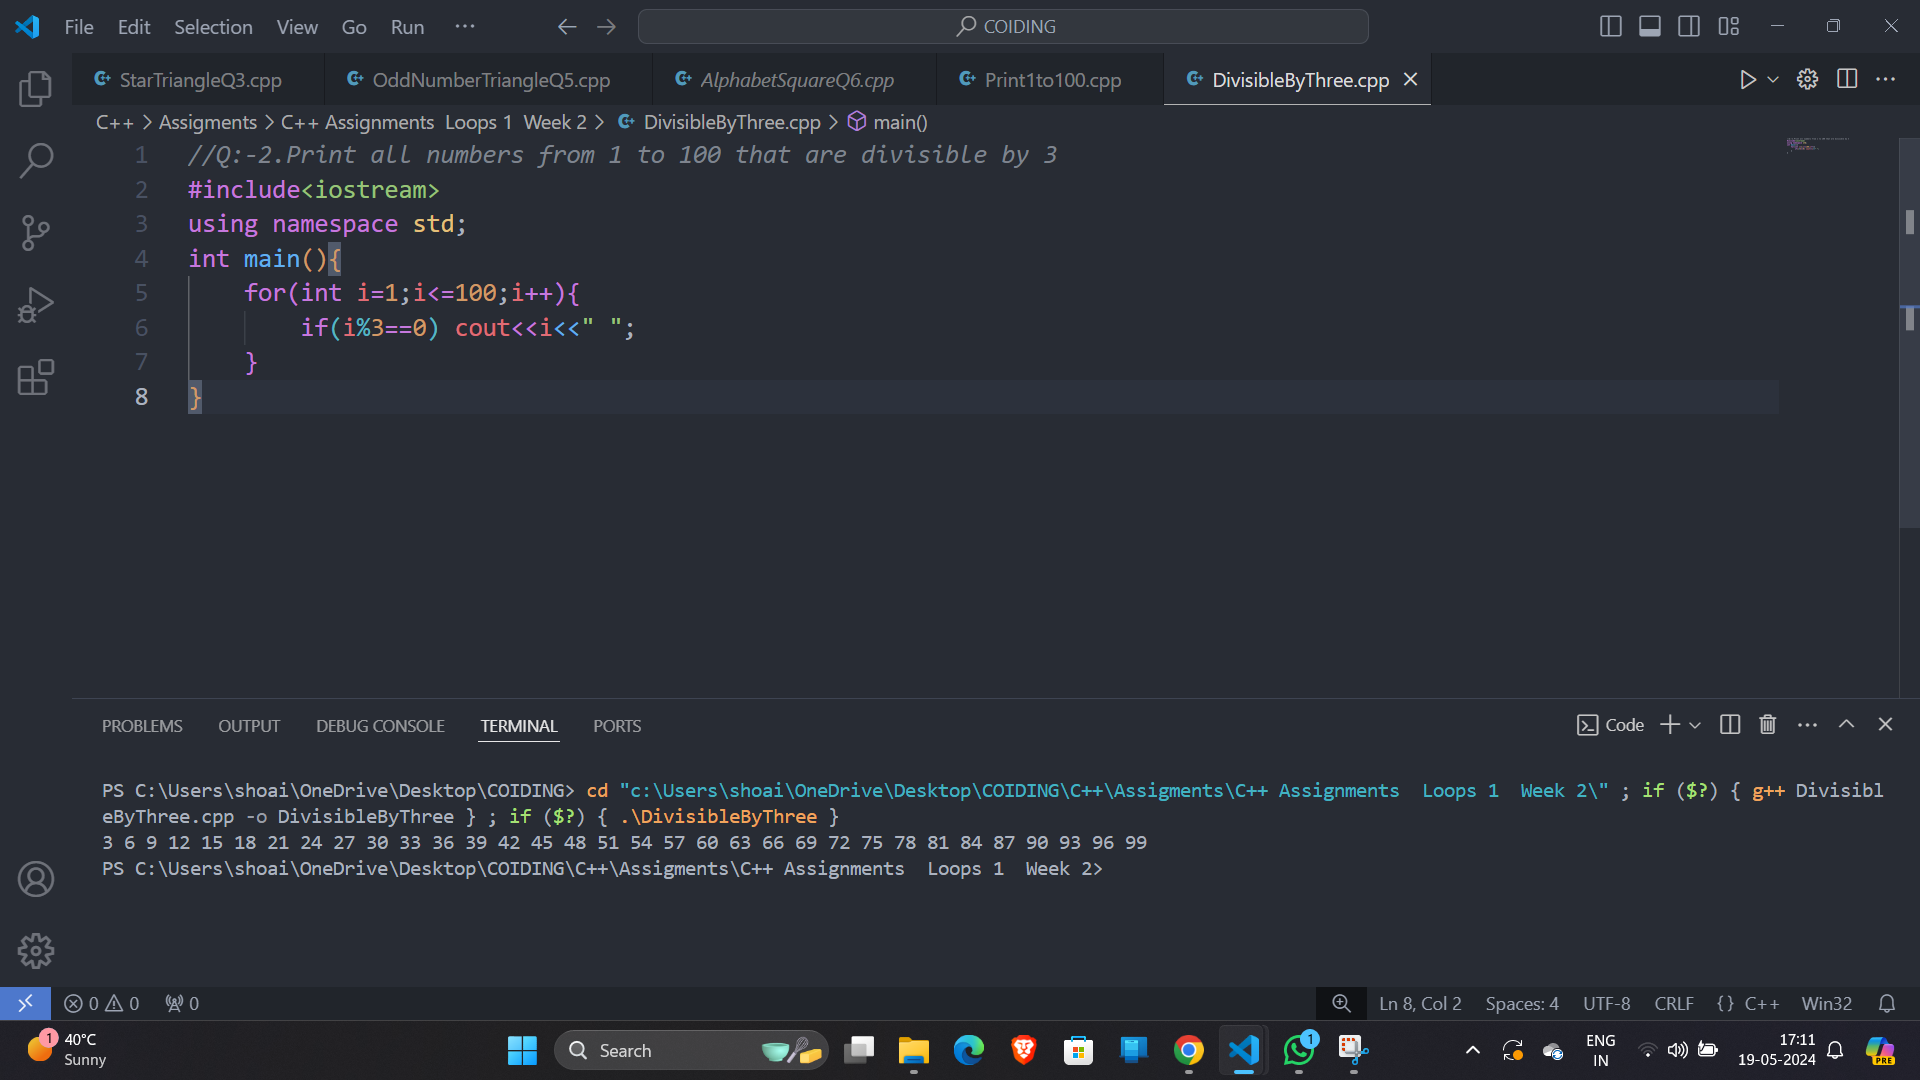 File Edit Selection View Go Run ···
COIDING
StarTriangleQ3.cpp OddNumberTriangleQ5.cpp AlphabetSquareQ6.cpp Print1to100.cpp DivisibleByThree.cpp
C++ > Assigments > C++ Assignments Loops 1 Week 2 > DivisibleByThree.cpp > main()
1 //Q:-2.Print all numbers from 1 to 100 that are divisible by 3
2 #include<iostream>
3 using namespace std;
4 int main(){
5 for(int i=1;i<=100;i++){
6 if(i%3==0) cout<<i<<" ";
7 }
8 }
PROBLEMS OUTPUT DEBUG CONSOLE TERMINAL PORTS
Code
PS C:\Users\shoai\OneDrive\Desktop\COIDING> cd "c:\Users\shoai\OneDrive\Desktop\COIDING\C++\Assigments\C++ Assignments  Loops 1  Week 2\" ; if ($?) { g++ Divisibl
eByThree.cpp -o DivisibleByThree } ; if ($?) { .\DivisibleByThree }
3 6 9 12 15 18 21 24 27 30 33 36 39 42 45 48 51 54 57 60 63 66 69 72 75 78 81 84 87 90 93 96 99
PS C:\Users\shoai\OneDrive\Desktop\COIDING\C++\Assigments\C++ Assignments  Loops 1  Week 2>
0 0 0 Ln 8, Col 2 Spaces: 4 UTF-8 CRLF {} C++ Win32
1 40°C
Sunny
Search
1
PRE
ENG
IN
17:11
19-05-2024